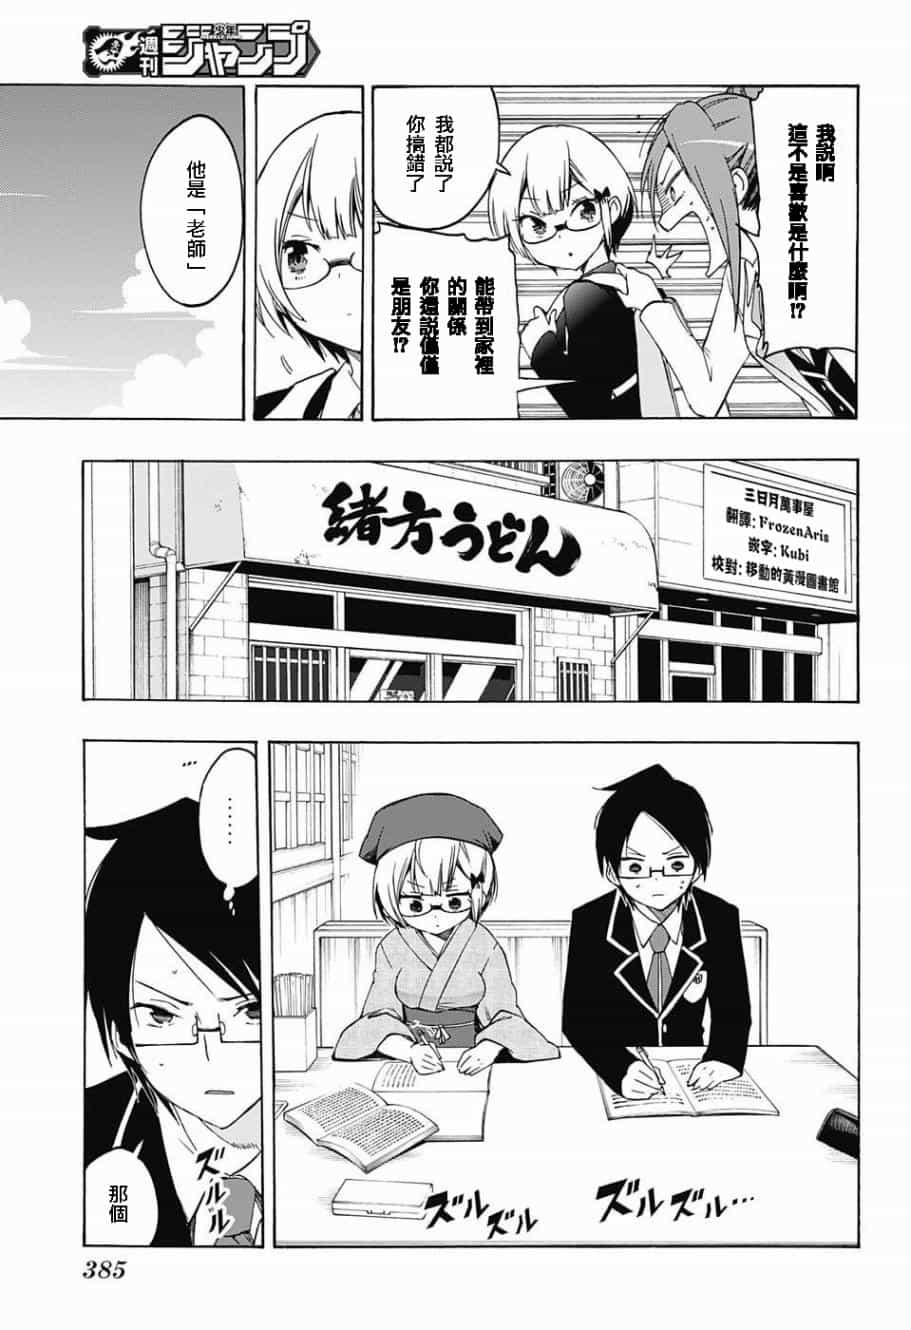 週刊
少年
ジャンプ
我說啊
這不是喜歡是什麼啊!?
我都說了
你搞錯了
能帶到家裡
的關係
你還說僅僅
是朋友!?
他是「老師」
緒方うどん
三日月萬事屋
翻譯: FrozenAris
嵌字: Kubi
校對: 移動的黃漫圖書館
ズルズル…
ズルズル
……
…
ズルズル
那個
385